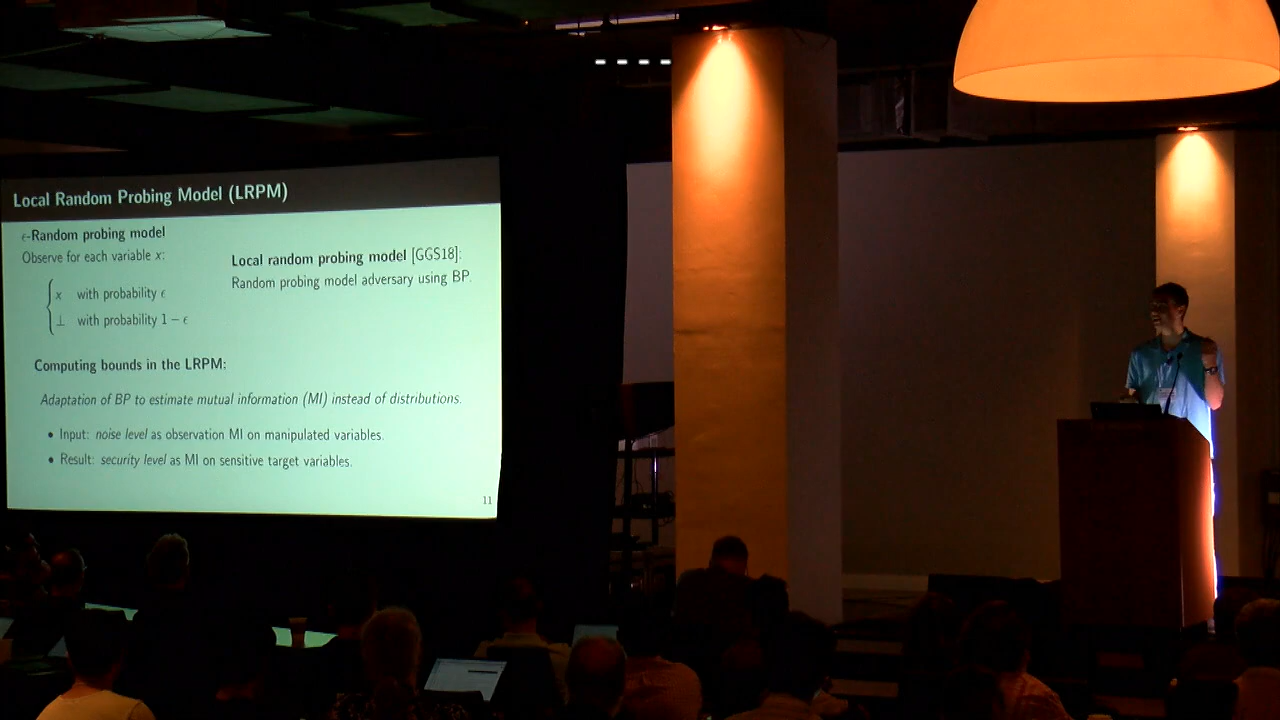 Local Random Probing Model (LRPM)
ϵ-Random probing model
Observe for each variable x:
x with probability ϵ
⊥ with probability 1 − ϵ
Local random probing model [GGS18]:
Random probing model adversary using BP.
Computing bounds in the LRPM:
Adaptation of BP to estimate mutual information (MI) instead of distributions.
• Input: noise level as observation MI on manipulated variables.
• Result: security level as MI on sensitive target variables.
11